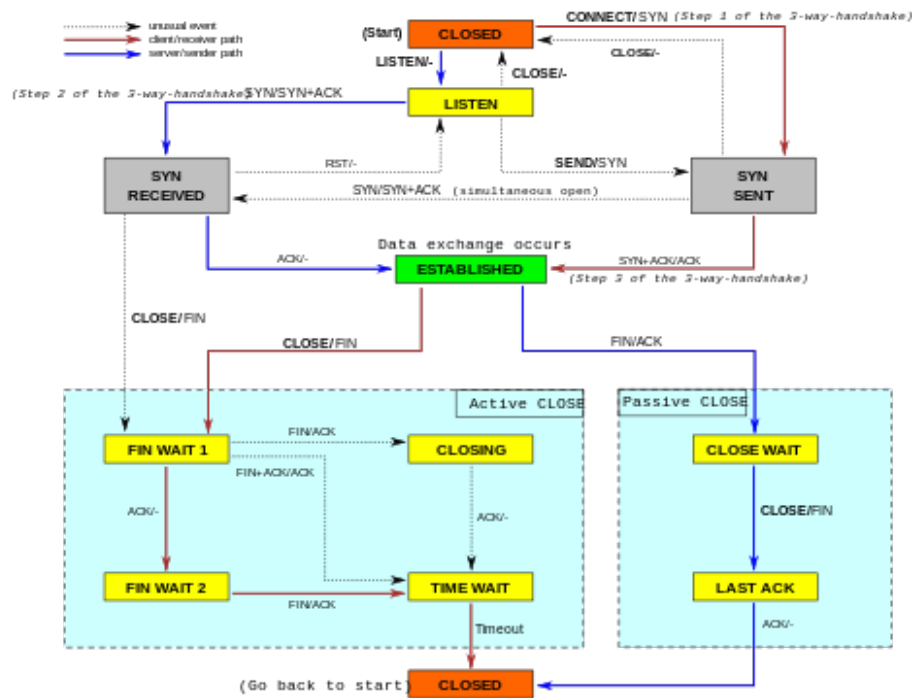 unusual event
client/receiver path
server/sender path
(Start)
CLOSED
CONNECT/SYN (Step 1 of the 3-way-handshake)
CLOSE/-
LISTEN/-
CLOSE/-
(Step 2 of the 3-way-handshake) SYN/SYN+ACK
LISTEN
RST/-
SEND/SYN
SYN
RECEIVED
SYN/SYN+ACK (simultaneous open)
SYN
SENT
Data exchange occurs
ACK/-
ESTABLISHED
SYN+ACK/ACK
(Step 3 of the 3-way-handshake)
CLOSE/FIN
CLOSE/FIN
FIN/ACK
Active CLOSE
Passive CLOSE
FIN WAIT 1
FIN/ACK
CLOSING
CLOSE WAIT
FIN+ACK/ACK
ACK/-
ACK/-
CLOSE/FIN
FIN WAIT 2
FIN/ACK
TIME WAIT
LAST ACK
Timeout
ACK/-
(Go back to start)
CLOSED